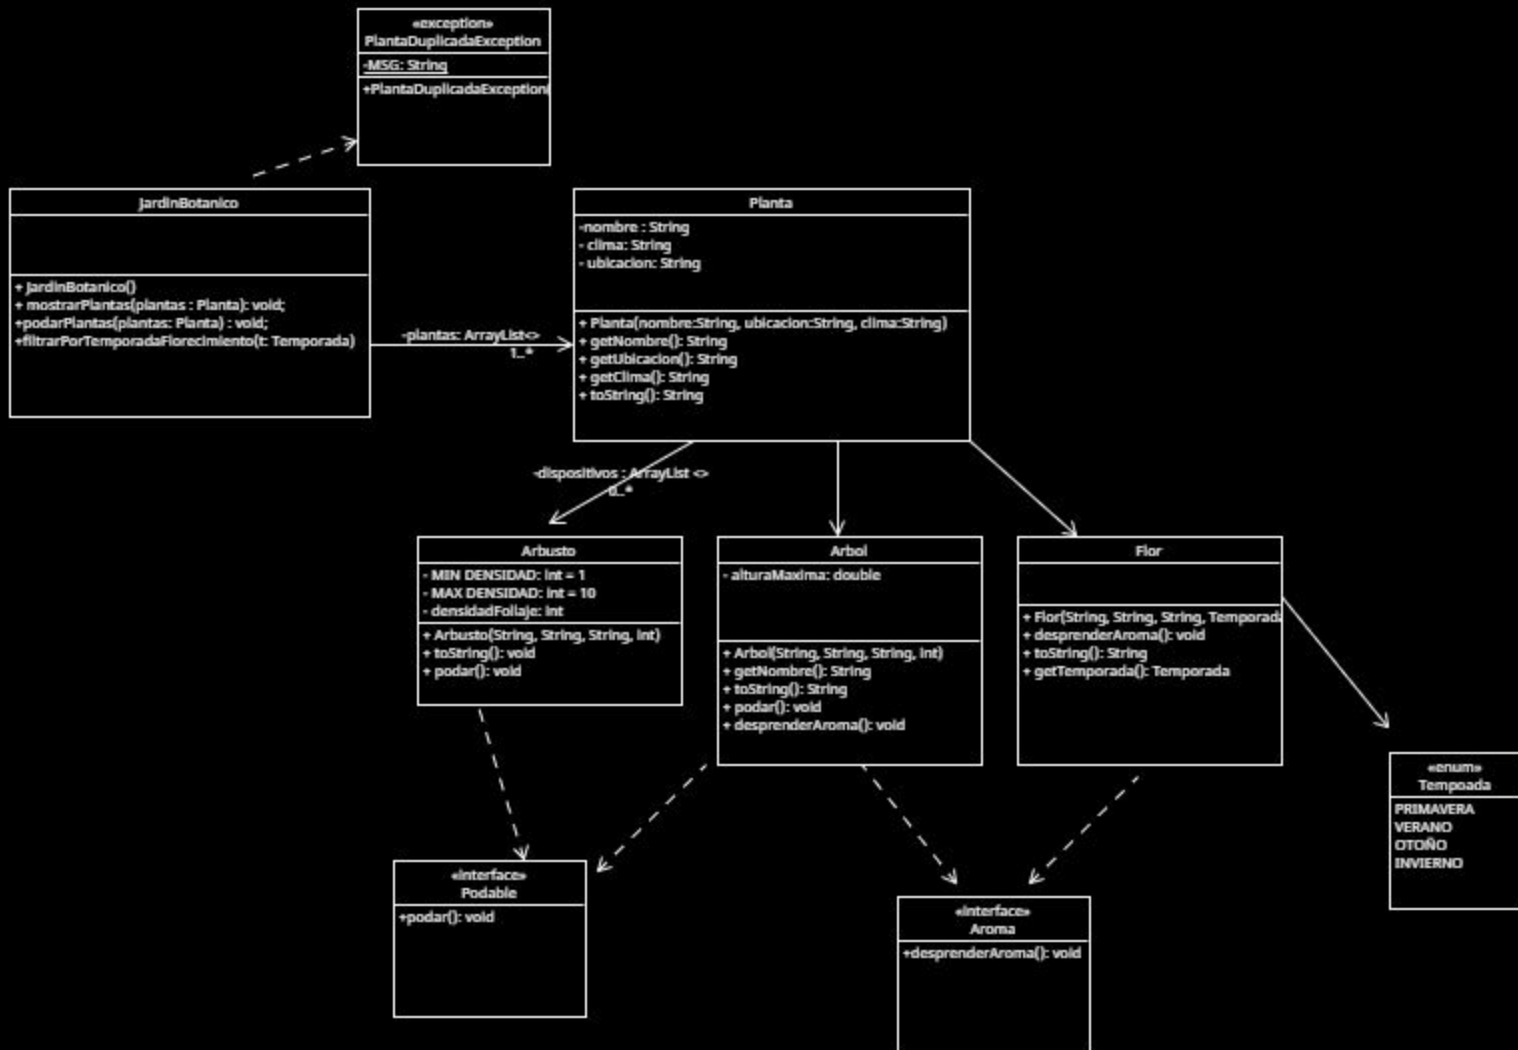 «exception»
PlantaDuplicadaException
-MSG: String
+PlantaDuplicadaException
JardinBotanico
+ JardinBotanico()
+ mostrarPlantas(plantas : Planta): void;
+podarPlantas(plantas: Planta) : void;
+filtrarPorTemporadaFlorecimiento(t: Temporada)
-plantas: ArrayList<>
1..*
Planta
-nombre : String
- clima: String
- ubicacion: String
+ Planta(nombre:String, ubicacion:String, clima:String)
+ getNombre(): String
+ getUbicacion(): String
+ getClima(): String
+ toString(): String
-dispositivos : ArrayList <>
0..*
Arbusto
- MIN DENSIDAD: int = 1
- MAX DENSIDAD: int = 10
- densidadFollaje: int
+ Arbusto(String, String, String, int)
+ toString(): void
+ podar(): void
Arbol
- alturaMaxima: double
+ Arbol(String, String, String, int)
+ getNombre(): String
+ toString(): String
+ podar(): void
+ desprenderAroma(): void
Flor
+ Flor(String, String, String, Temporada
+ desprenderAroma(): void
+ toString(): String
+ getTemporada(): Temporada
«enum»
Tempoada
PRIMAVERA
VERANO
OTOÑO
INVIERNO
«interface»
Podable
+podar(): void
«interface»
Aroma
+desprenderAroma(): void